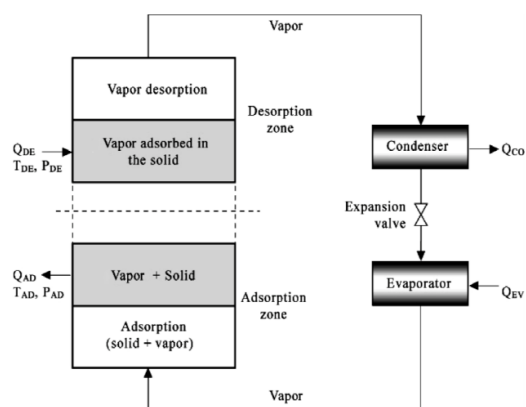 Vapor
Vapor desorption
Desorption
zone
Vapor adsorbed in
the solid
QDE
TDE, PDE
Condenser
QCO
Expansion
valve
QAD
TAD, PAD
Vapor + Solid
Adsorption
zone
Adsorption
(solid + vapor)
Evaporator
QEV
Vapor